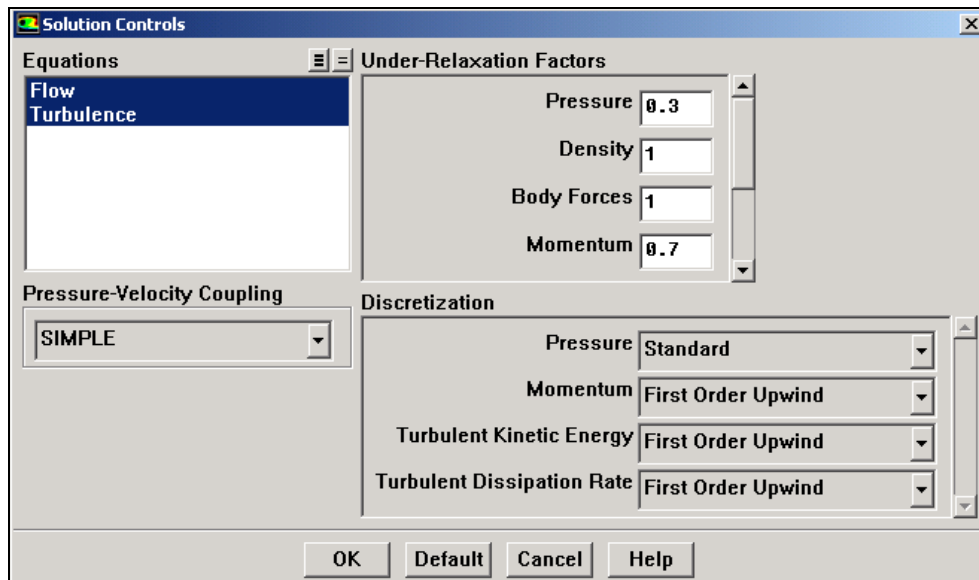 Solution Controls
Equations
Flow
Turbulence
Under-Relaxation Factors
Pressure 0.3
Density 1
Body Forces 1
Momentum 0.7
Pressure-Velocity Coupling
SIMPLE
Discretization
Pressure Standard
Momentum First Order Upwind
Turbulent Kinetic Energy First Order Upwind
Turbulent Dissipation Rate First Order Upwind
OK Default Cancel Help